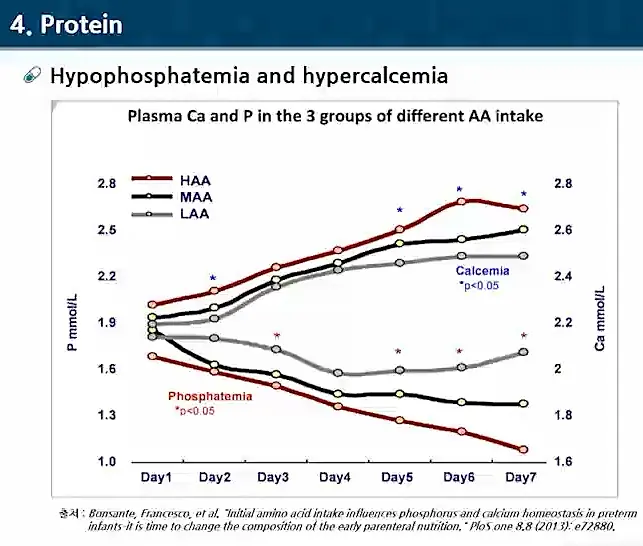 4. Protein
Hypophosphatemia and hypercalcemia
Plasma Ca and P in the 3 groups of different AA intake
HAA
MAA
LAA
2.8
2.5
2.2
1.9
1.6
1.3
1.0
P mmol/L
2.8
2.6
2.4
2.2
2
1.8
1.6
Ca mmol/L
* * * *
Calcemia
*p<0.05
* * * *
Phosphatemia
*p<0.05
Day1 Day2 Day3 Day4 Day5 Day6 Day7
출처 : Bonsante, Francesco, et al. "Initial amino acid intake influences phosphorus and calcium homeostasis in preterm
infants-it is time to change the composition of the early parenteral nutrition." PloS one 8.8 (2013): e72880.